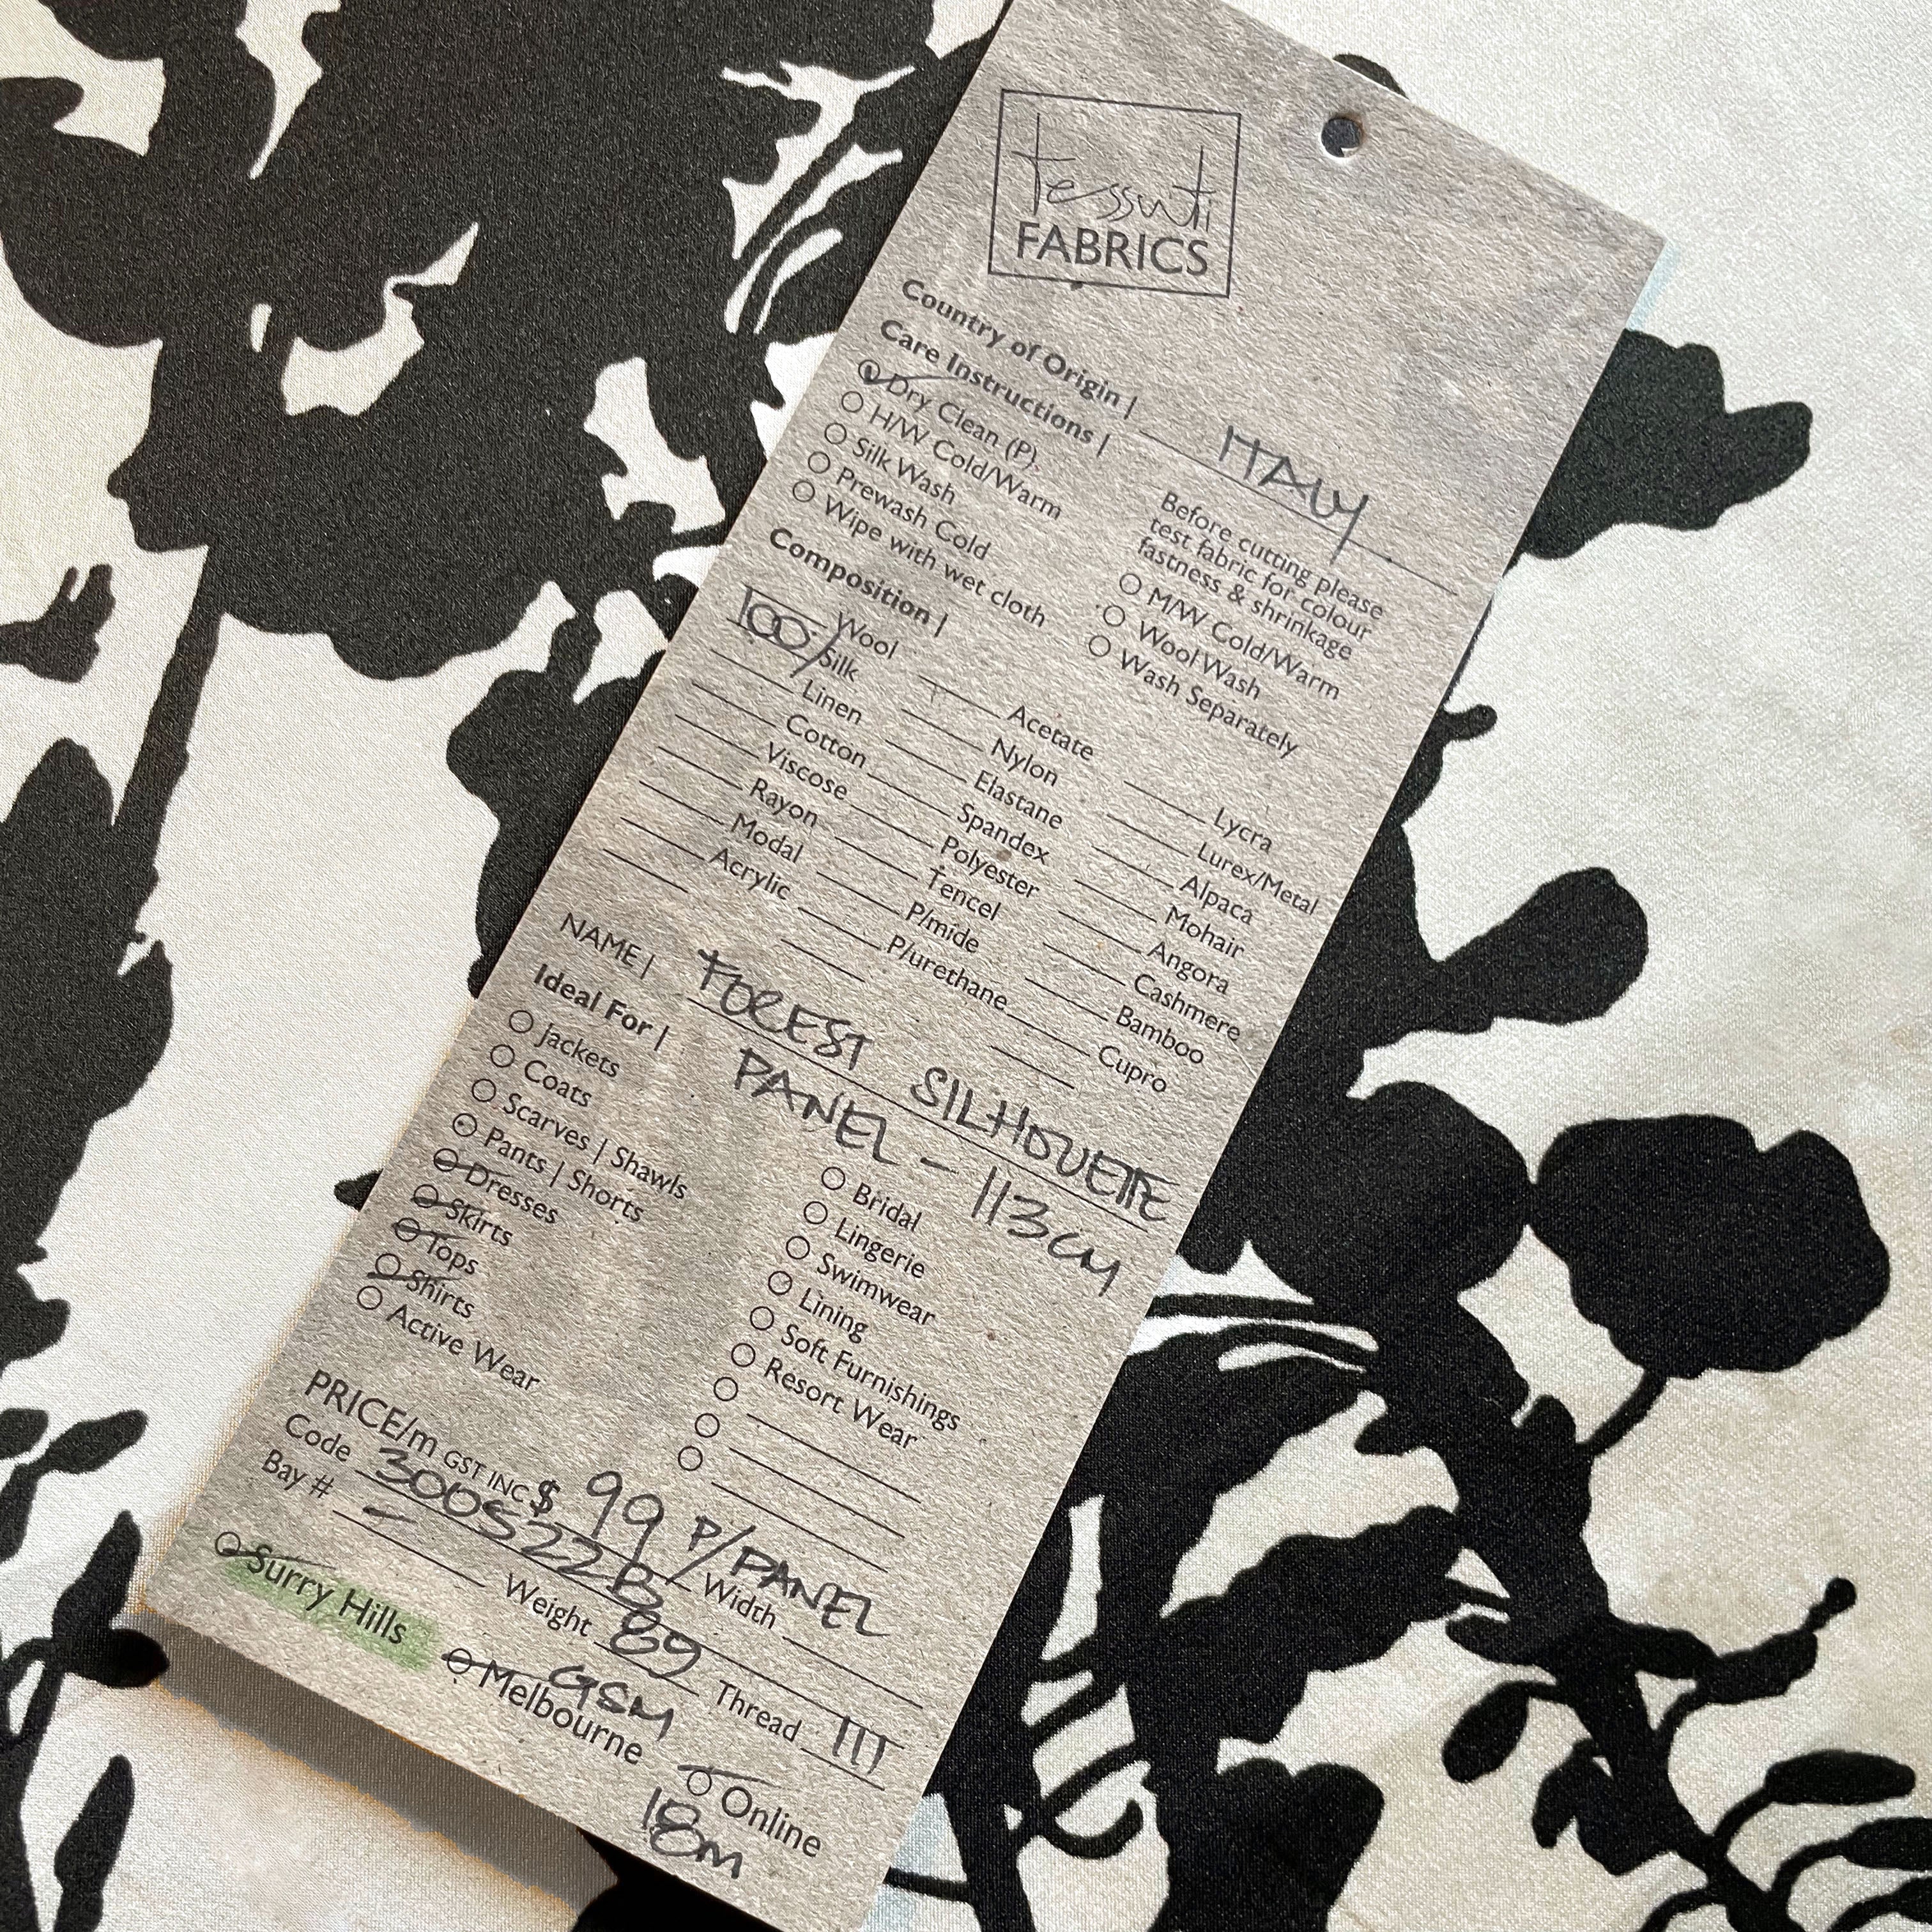 tessuti
FABRICS
Country of Origin | ITALY
Care Instructions |
Dry Clean (P)
H/W Cold/Warm
Silk Wash
Prewash Cold
Wipe with wet cloth
Before cutting please
test fabric for colour
fastness & shrinkage
M/W Cold/Warm
Wool Wash
Wash Separately
Composition |
Wool
100% Silk
Linen
Cotton
Viscose
Rayon
Modal
Acrylic
Acetate
Nylon
Elastane
Spandex
Polyester
Tencel
P/mide
P/urethane
Lycra
Lurex/Metal
Alpaca
Mohair
Angora
Cashmere
Bamboo
Cupro
NAME | FOREST SILHOUETTE
PANEL - 113CM
Ideal For |
Jackets
Coats
Scarves | Shawls
Pants | Shorts
Dresses
Skirts
Tops
Shirts
Active Wear
Bridal
Lingerie
Swimwear
Lining
Soft Furnishings
Resort Wear
PRICE/m GST INC $ 99 P/PANEL
Code 300522B Width
Bay # - Weight 89 GSM Thread 111
Surry Hills Melbourne Online
18m